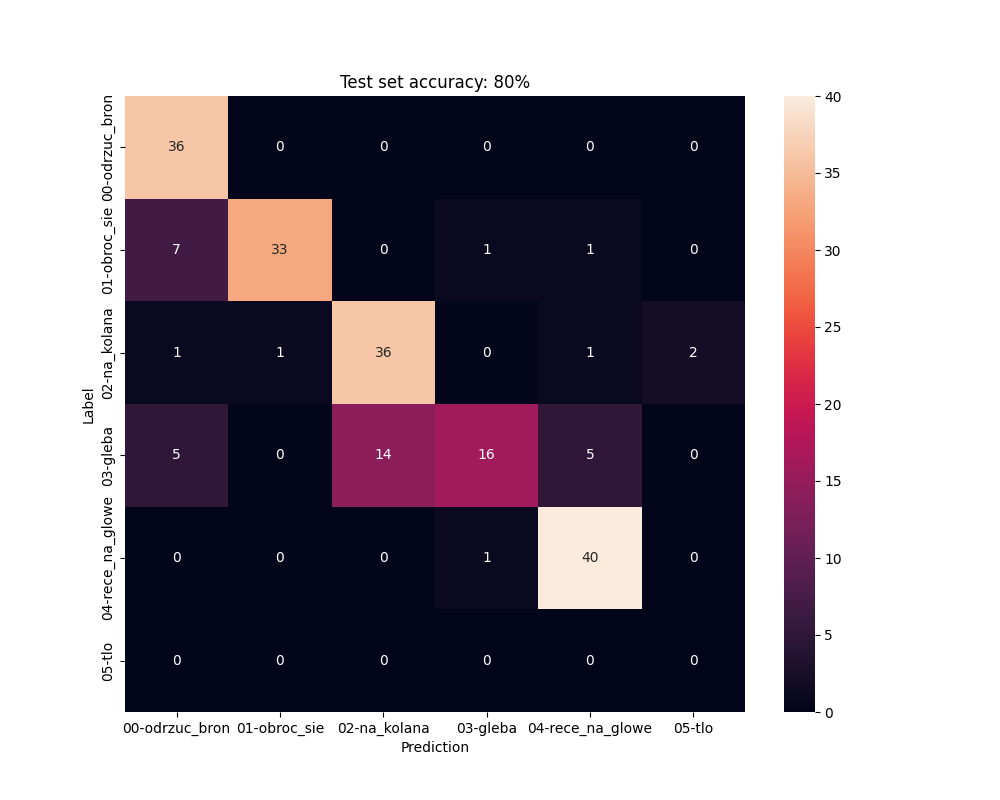 Test set accuracy: 80%
00-odrzuc_bron
36 0 0 0 0 0
01-obroc_sie
7 33 0 1 1 0
02-na_kolana
1 1 36 0 1 2
03-gleba
5 0 14 16 5 0
04-rece_na_glowe
0 0 0 1 40 0
05-tlo
0 0 0 0 0 0
Label
00-odrzuc_bron 01-obroc_sie 02-na_kolana 03-gleba 04-rece_na_glowe 05-tlo
Prediction
40
35
30
25
20
15
10
5
0